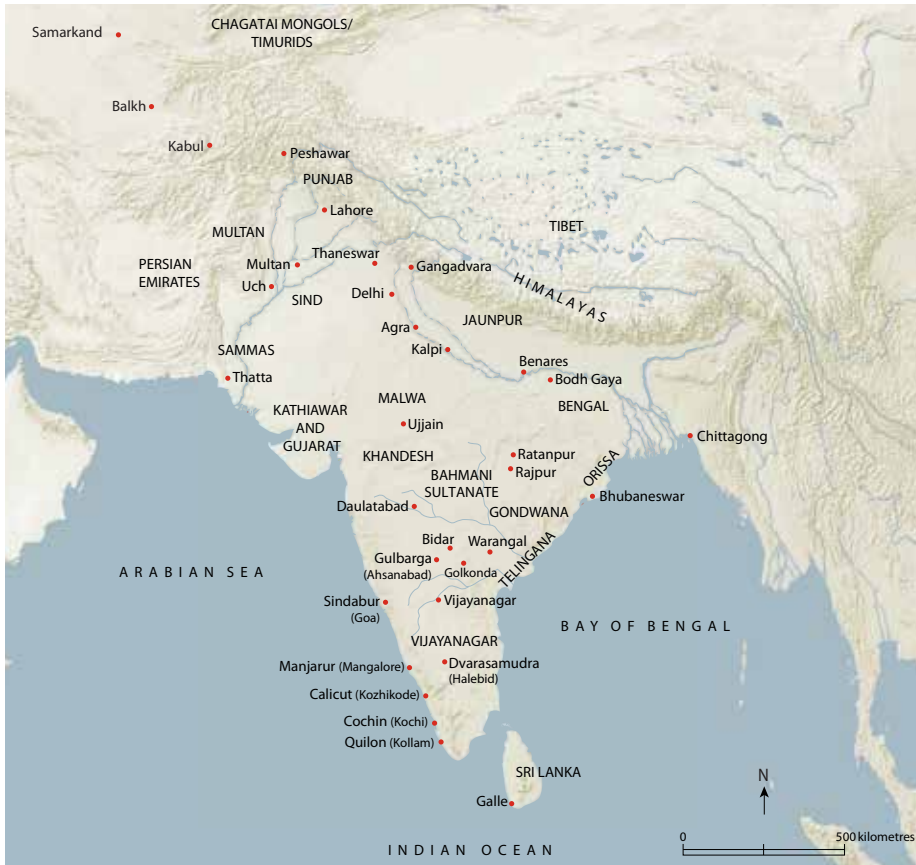 CHAGATAI MONGOLS/
TIMURIDS
Samarkand
Balkh
Kabul
Peshawar
PUNJAB
Lahore
TIBET
MULTAN
Thaneswar
PERSIAN
EMIRATES
Multan
Gangadvara
Uch
SIND
Delhi
HIMALAYAS
JAUNPUR
Agra
Kalpi
SAMMAS
Benares
Thatta
Bodh Gaya
MALWA
BENGAL
KATHIAWAR
AND
GUJARAT
Ujjain
Chittagong
KHANDESH
Ratanpur
Rajpur
BAHMANI
SULTANATE
ORISSA
Bhubaneswar
Daulatabad
GONDWANA
Bidar
Warangal
TELINGANA
Gulbarga
(Ahsanabad)
Golkonda
ARABIAN SEA
Sindabur
(Goa)
Vijayanagar
BAY OF BENGAL
VIJAYANAGAR
Manjarur (Mangalore)
Dvarasamudra
(Halebid)
Calicut (Kozhikode)
Cochin (Kochi)
Quilon (Kollam)
SRI LANKA
N
Galle
0 500 kilometres
INDIAN OCEAN